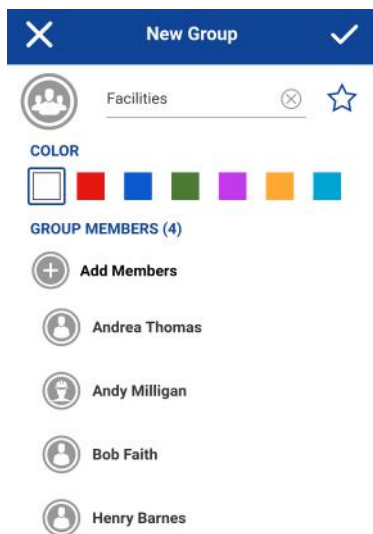 New Group
Facilities
COLOR
GROUP MEMBERS (4)
Add Members
Andrea Thomas
Andy Milligan
Bob Faith
Henry Barnes